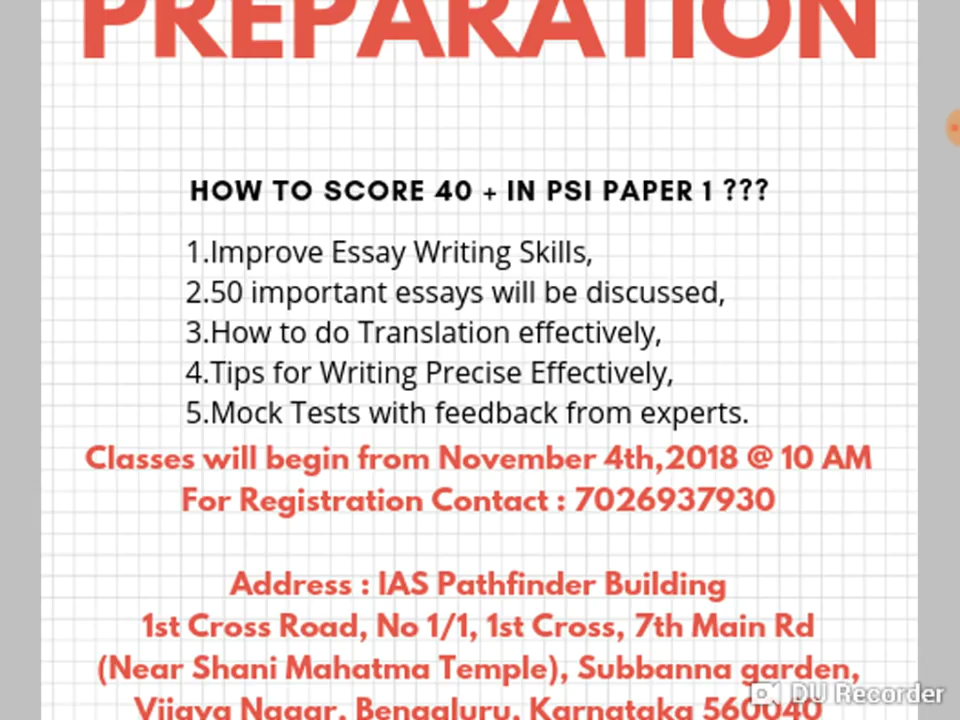 PREPARATION
HOW TO SCORE 40 + IN PSI PAPER 1 ???
1.Improve Essay Writing Skills,
2.50 important essays will be discussed,
3.How to do Translation effectively,
4.Tips for Writing Precise Effectively,
5.Mock Tests with feedback from experts.
Classes will begin from November 4th,2018 @ 10 AM
For Registration Contact : 7026937930
Address : IAS Pathfinder Building
1st Cross Road, No 1/1, 1st Cross, 7th Main Rd
(Near Shani Mahatma Temple), Subbanna garden,
Vijaya Nagar, Bengaluru, Karnataka 560040
DU Recorder